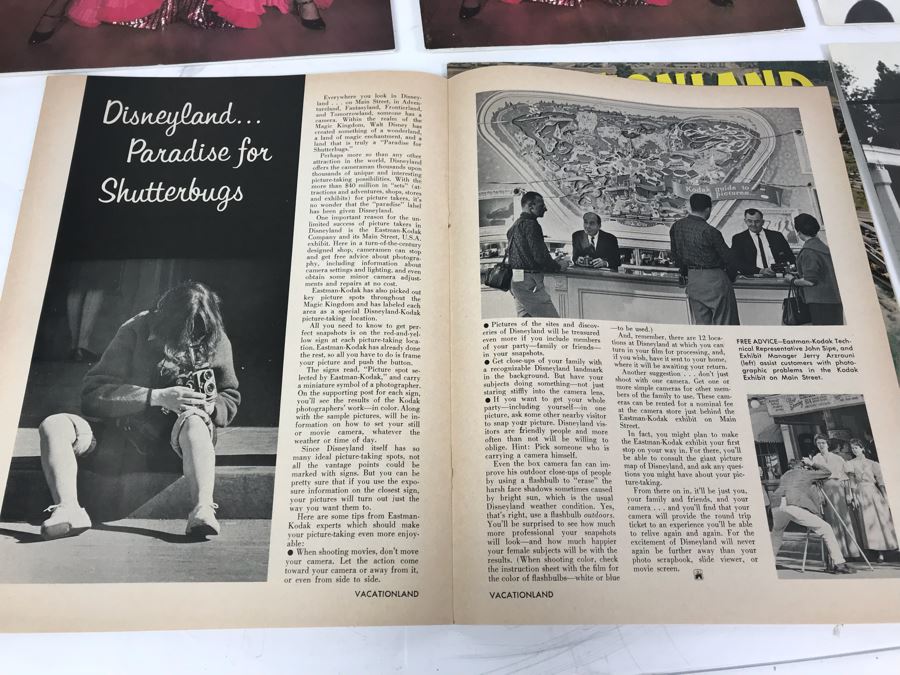 Disneyland...
Paradise for
Shutterbugs
Everywhere you look in Disney-
land . . . on Main Street, in Adven-
tureland, Fantasyland, Frontierland,
and Tomorrowland, someone has a
camera. Within the realm of the
Magic Kingdom, Walt Disney has
created something of a wonderland,
a land of magic enchantment, and a
land that is truly a "Paradise for
Shutterbugs."
Perhaps more so than any other
attraction in the world, Disneyland
offers the cameraman thousands upon
thousands of unique and interesting
picture-taking possibilities. With the
more than $40 million in "sets" (at-
tractions and adventures, shops, stores
and exhibits) for picture takers, it's
no wonder that the "paradise" label
has been given Disneyland.
One important reason for the un-
limited success of picture takers in
Disneyland is the Eastman-Kodak
Company and its Main Street, U.S.A.
exhibit. Here in a turn-of-the-century
designed shop, cameramen can stop
and get free advice about photogra-
phy, including information about
camera settings and lighting, and even
obtain some minor camera adjust-
ments and repairs at no cost.
Eastman-Kodak has also picked out
key picture spots throughout the
Magic Kingdom and has labeled each
area as a special Disneyland-Kodak
picture-taking location.
All you need to know to get per-
fect snapshots is on the red-and-yel-
low sign at each picture-taking loca-
tion. Eastman-Kodak has already done
the rest, so all you have to do is frame
your picture and push the button.
The signs read, "Picture spot se-
lected by Eastman-Kodak," and carry
a miniature symbol of a photographer.
On the supporting post for each sign,
you'll see the results of the Kodak
photographers' work—in color. Along
with the sample pictures, will be in-
formation on how to set your still
or movie camera, whatever the
weather or time of day.
Since Disneyland itself has so
many ideal picture-taking spots, not
all the vantage points could be
marked with signs. But you can be
pretty sure that if you use the expo-
sure information on the closest sign,
your pictures will turn out just the
way you want them to.
Here are some tips from Eastman-
Kodak experts which should make
your picture-taking even more enjoy-
able:
● When shooting movies, don't move
your camera. Let the action come
toward your camera or away from it,
or even from side to side.
VACATIONLAND
ONLAND
Kodak guide to
pictures
● Pictures of the sites and discov-
eries of Disneyland will be treasured
even more if you include members
of your party—family or friends—
in your snapshots.
● Get close-ups of your family with
a recognizable Disneyland landmark
in the background. But have your
subjects doing something—not just
staring stiffly into the camera lens.
● If you want to get your whole
party—including yourself—in one
picture, ask some other nearby visitor
to snap your picture. Disneyland vis-
itors are friendly people and more
often than not will be willing to
oblige. Hint: Pick someone who is
carrying a camera himself.
Even the box camera fan can im-
prove his outdoor close-ups of people
by using a flashbulb to "erase" the
harsh face shadows sometimes caused
by bright sun, which is the usual
Disneyland weather condition. Yes,
that's right, use a flashbulb outdoors.
You'll be surprised to see how much
more professional your snapshots
will look—and how much happier
your female subjects will be with the
results. (When shooting color, check
the instruction sheet with the film for
the color of flashbulbs—white or blue
—to be used.)
And, remember, there are 12 loca-
tions at Disneyland at which you can
turn in your film for processing, and,
if you wish, have it sent to your home,
where it will be awaiting your return.
Another suggestion . . . don't just
shoot with one camera. Get one or
more simple cameras for other mem-
bers of the family to use. These cam-
eras can be rented for a nominal fee
at the camera store just behind the
Eastman-Kodak exhibit on Main
Street.
In fact, you might plan to make
the Eastman-Kodak exhibit your first
stop on your way in. For there, you'll
be able to consult the giant picture
map of Disneyland, and ask any ques-
tions you might have about your pic-
ture-taking.
From there on in, it'll be just you,
your family and friends, and your
camera . . . and you'll find that your
camera will provide the round trip
ticket to an experience you'll be able
to relive again and again. For the
excitement of Disneyland will never
again be further away than your
photo scrapbook, slide viewer, or
movie screen.
FREE ADVICE—Eastman-Kodak Tech-
nical Representative John Sipe, and
Exhibit Manager Jerry Arzrouni
(left) assist customers with photo-
graphic problems in the Kodak
Exhibit on Main Street.
VACATIONLAND